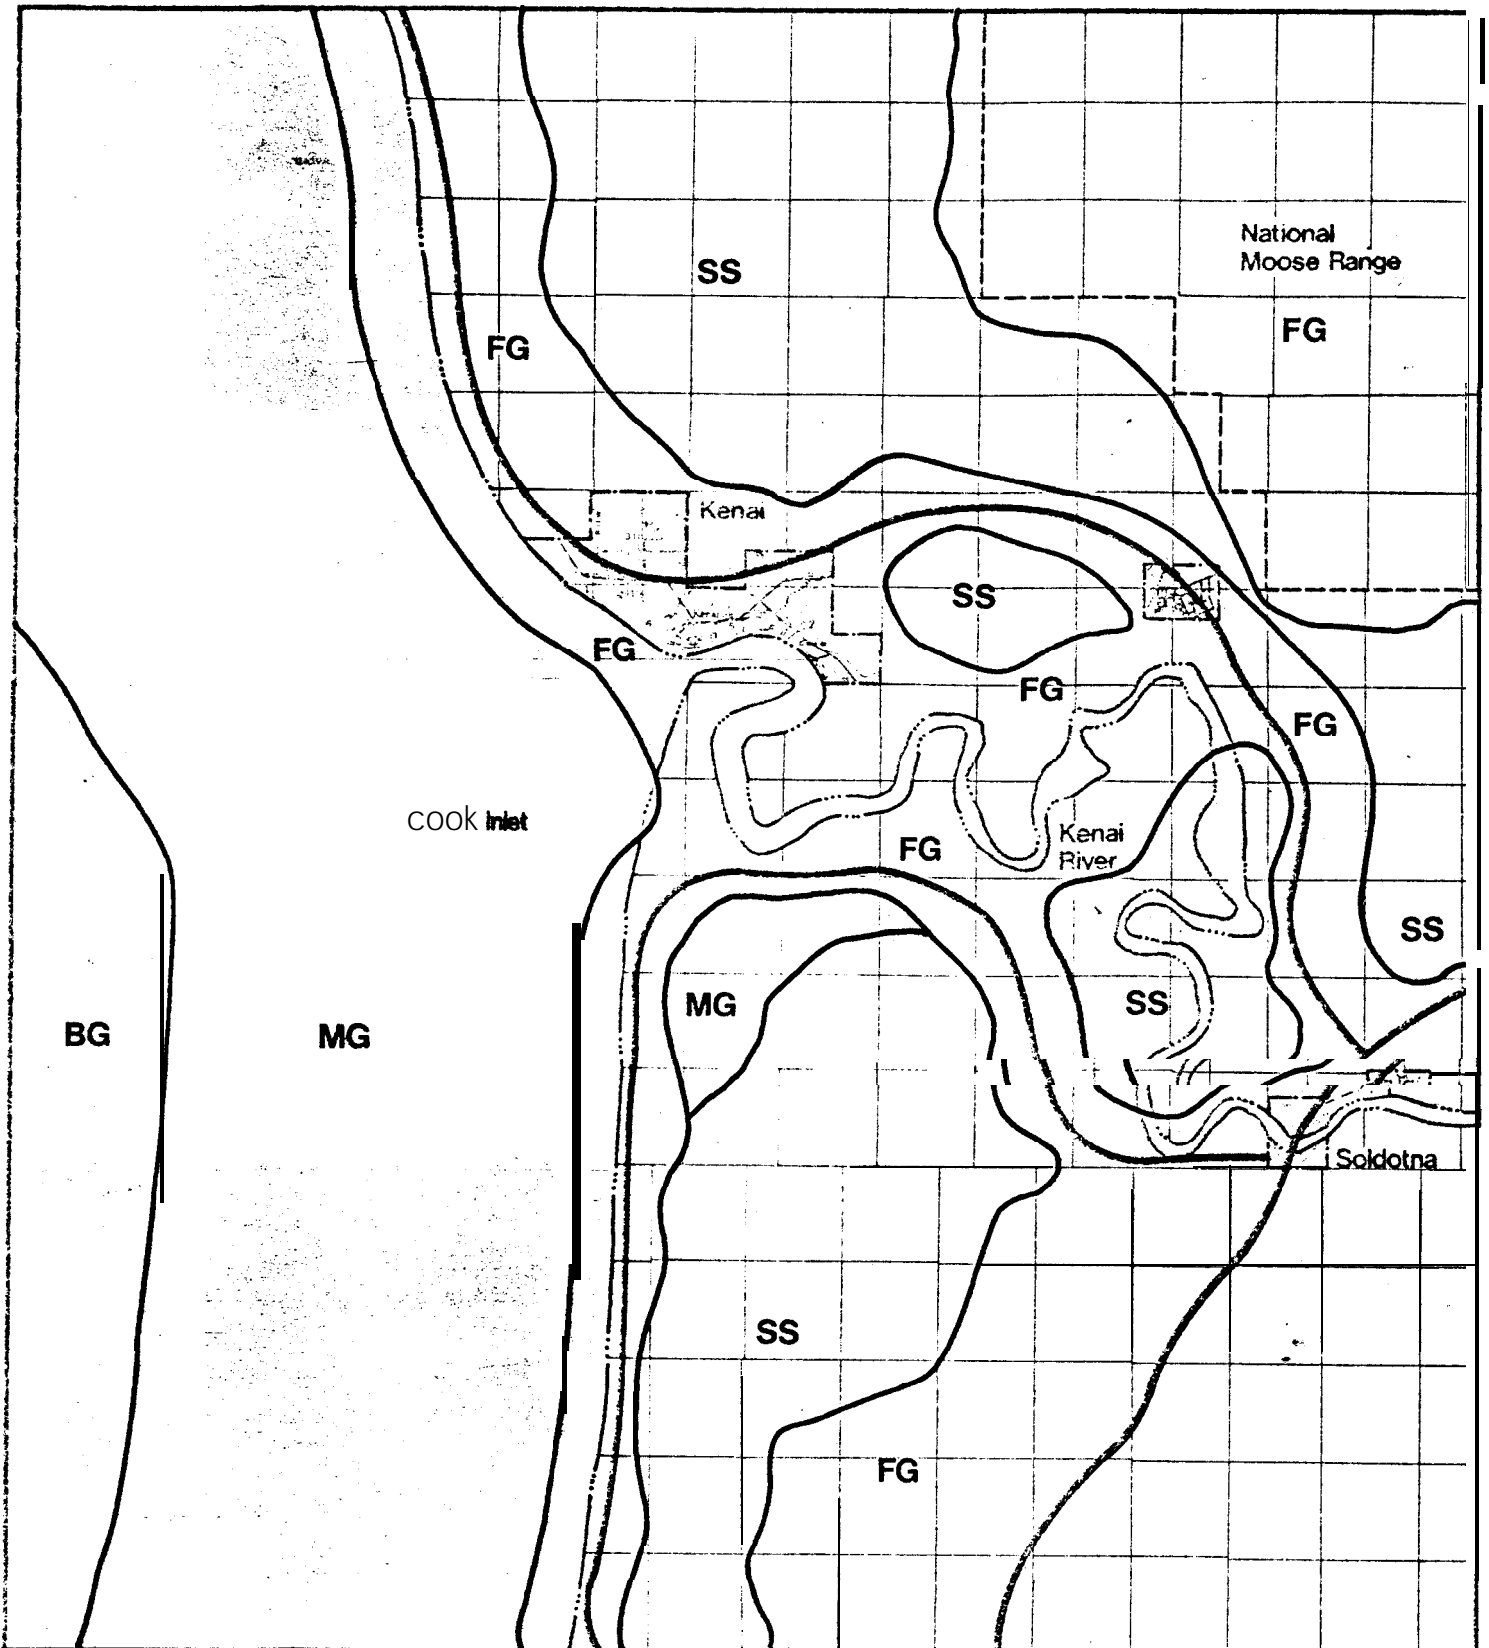 National
Moose Range
SS
FG
FG
Kenai
SS
FG
FG
FG
cook Inlet
Kenai
River
FG
SS
MG
SS
BG
MG
Soldotna
SS
FG